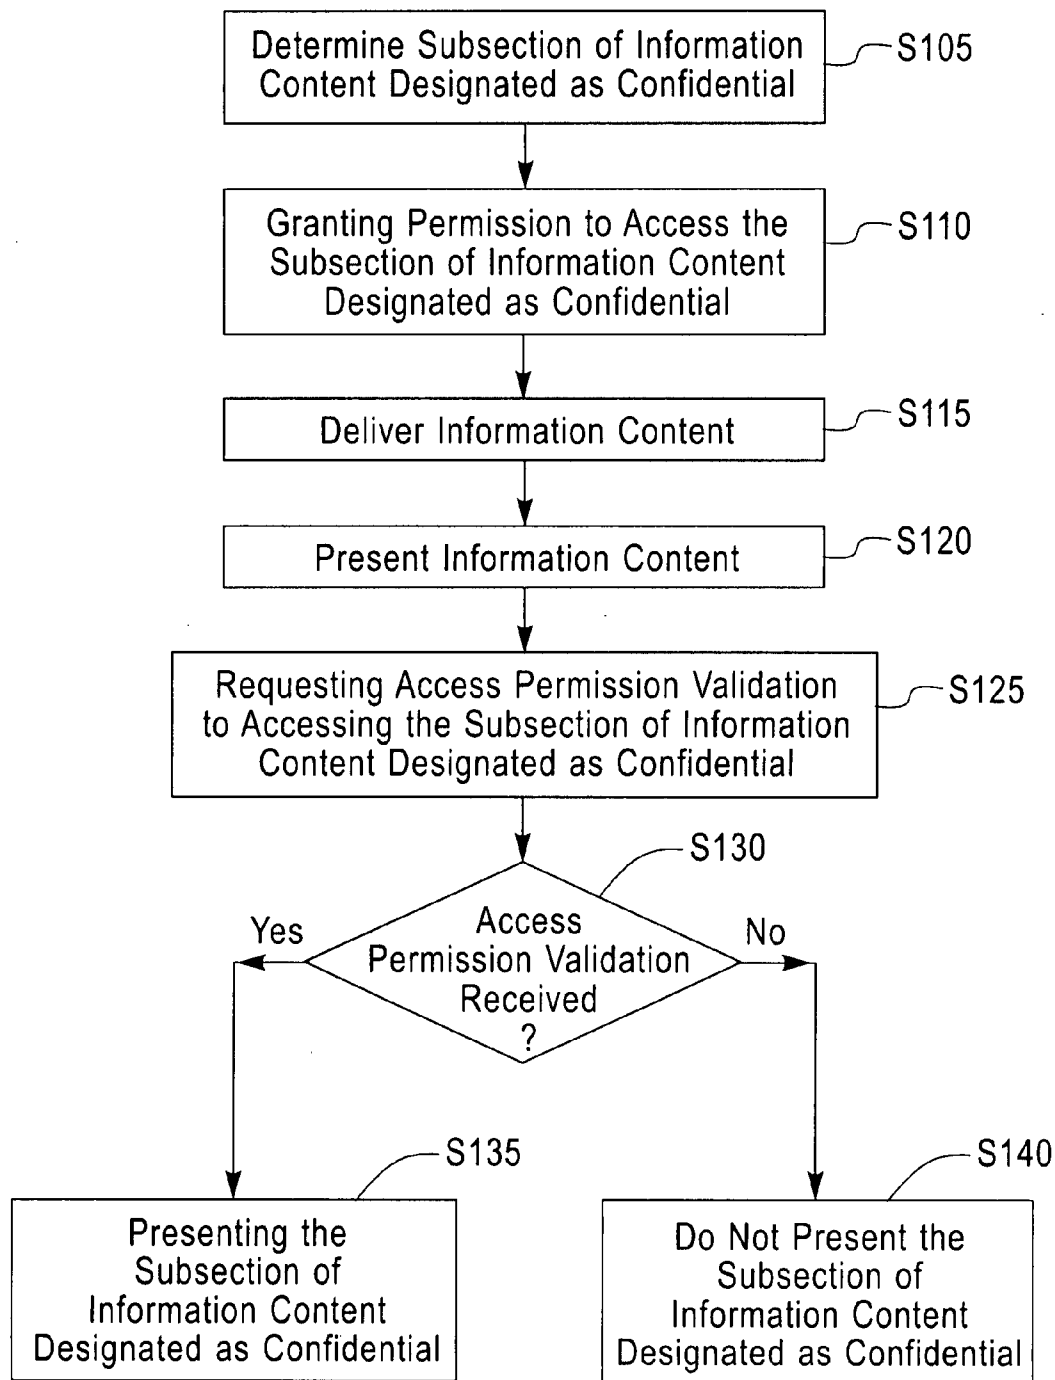 Determine Subsection of Information
Content Designated as Confidential
S105
Granting Permission to Access the
Subsection of Information Content
Designated as Confidential
S110
Deliver Information Content
S115
Present Information Content
S120
Requesting Access Permission Validation
to Accessing the Subsection of Information
Content Designated as Confidential
S125
S130
Access
Permission Validation
Received
?
Yes
No
S135
Presenting the
Subsection of
Information Content
Designated as Confidential
S140
Do Not Present the
Subsection of
Information Content
Designated as Confidential